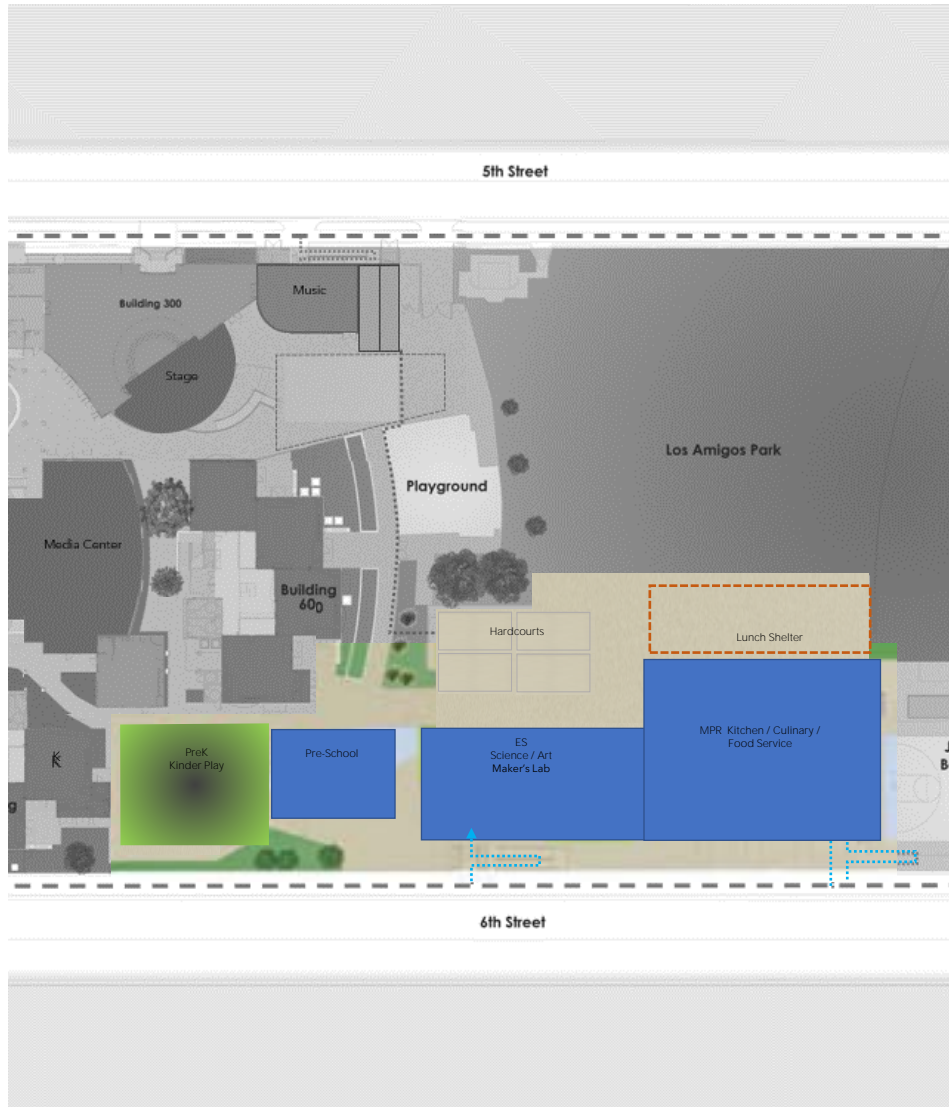 5th Street
Music
Building 300
Stage
Los Amigos Park
Playground
Media Center
Building
600
Hardcourts
Lunch Shelter
PreK
Kinder Play
Pre-School
ES
Science / Art
Maker's Lab
MPR Kitchen / Culinary /
Food Service
K
J
B
g
6th Street